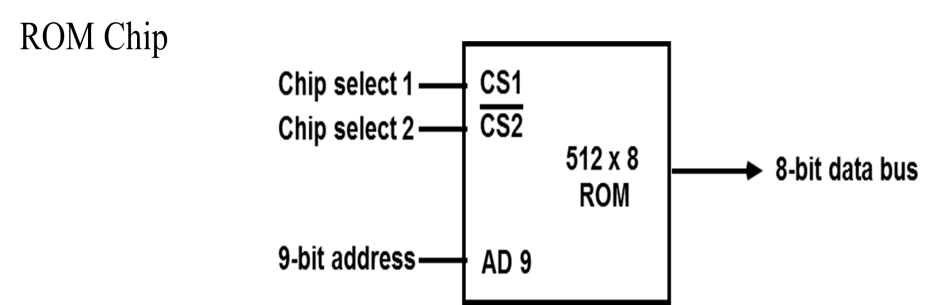 ROM Chip
Chip select 1
CS1
Chip select 2
C̅S̅2̅
512 x 8
ROM
8-bit data bus
9-bit address
AD 9